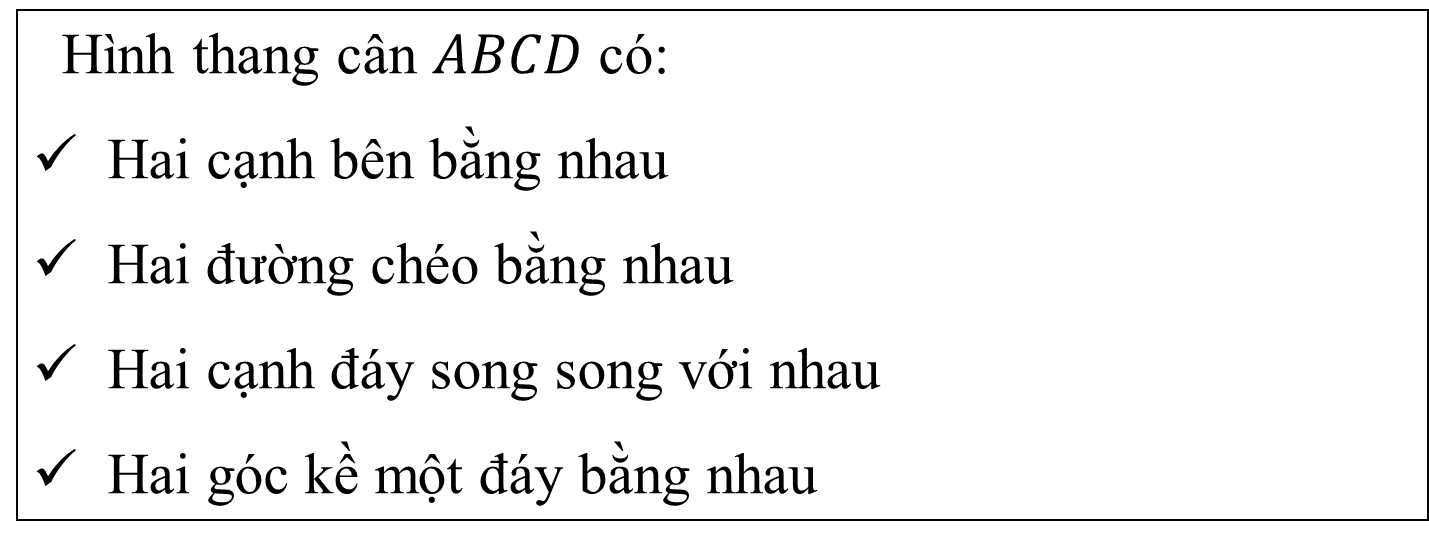 Hình thang cân ABCD có:
✓ Hai cạnh bên bằng nhau
✓ Hai đường chéo bằng nhau
✓ Hai cạnh đáy song song với nhau
✓ Hai góc kề một đáy bằng nhau